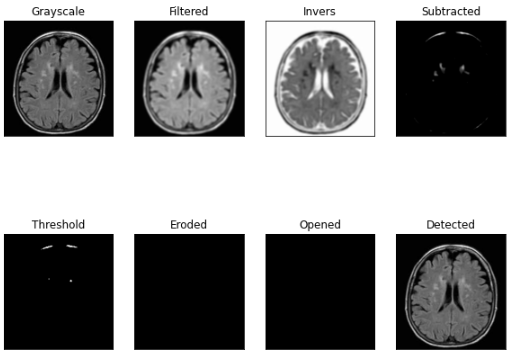 Grayscale Filtered Invers Subtracted
Threshold Eroded Opened Detected